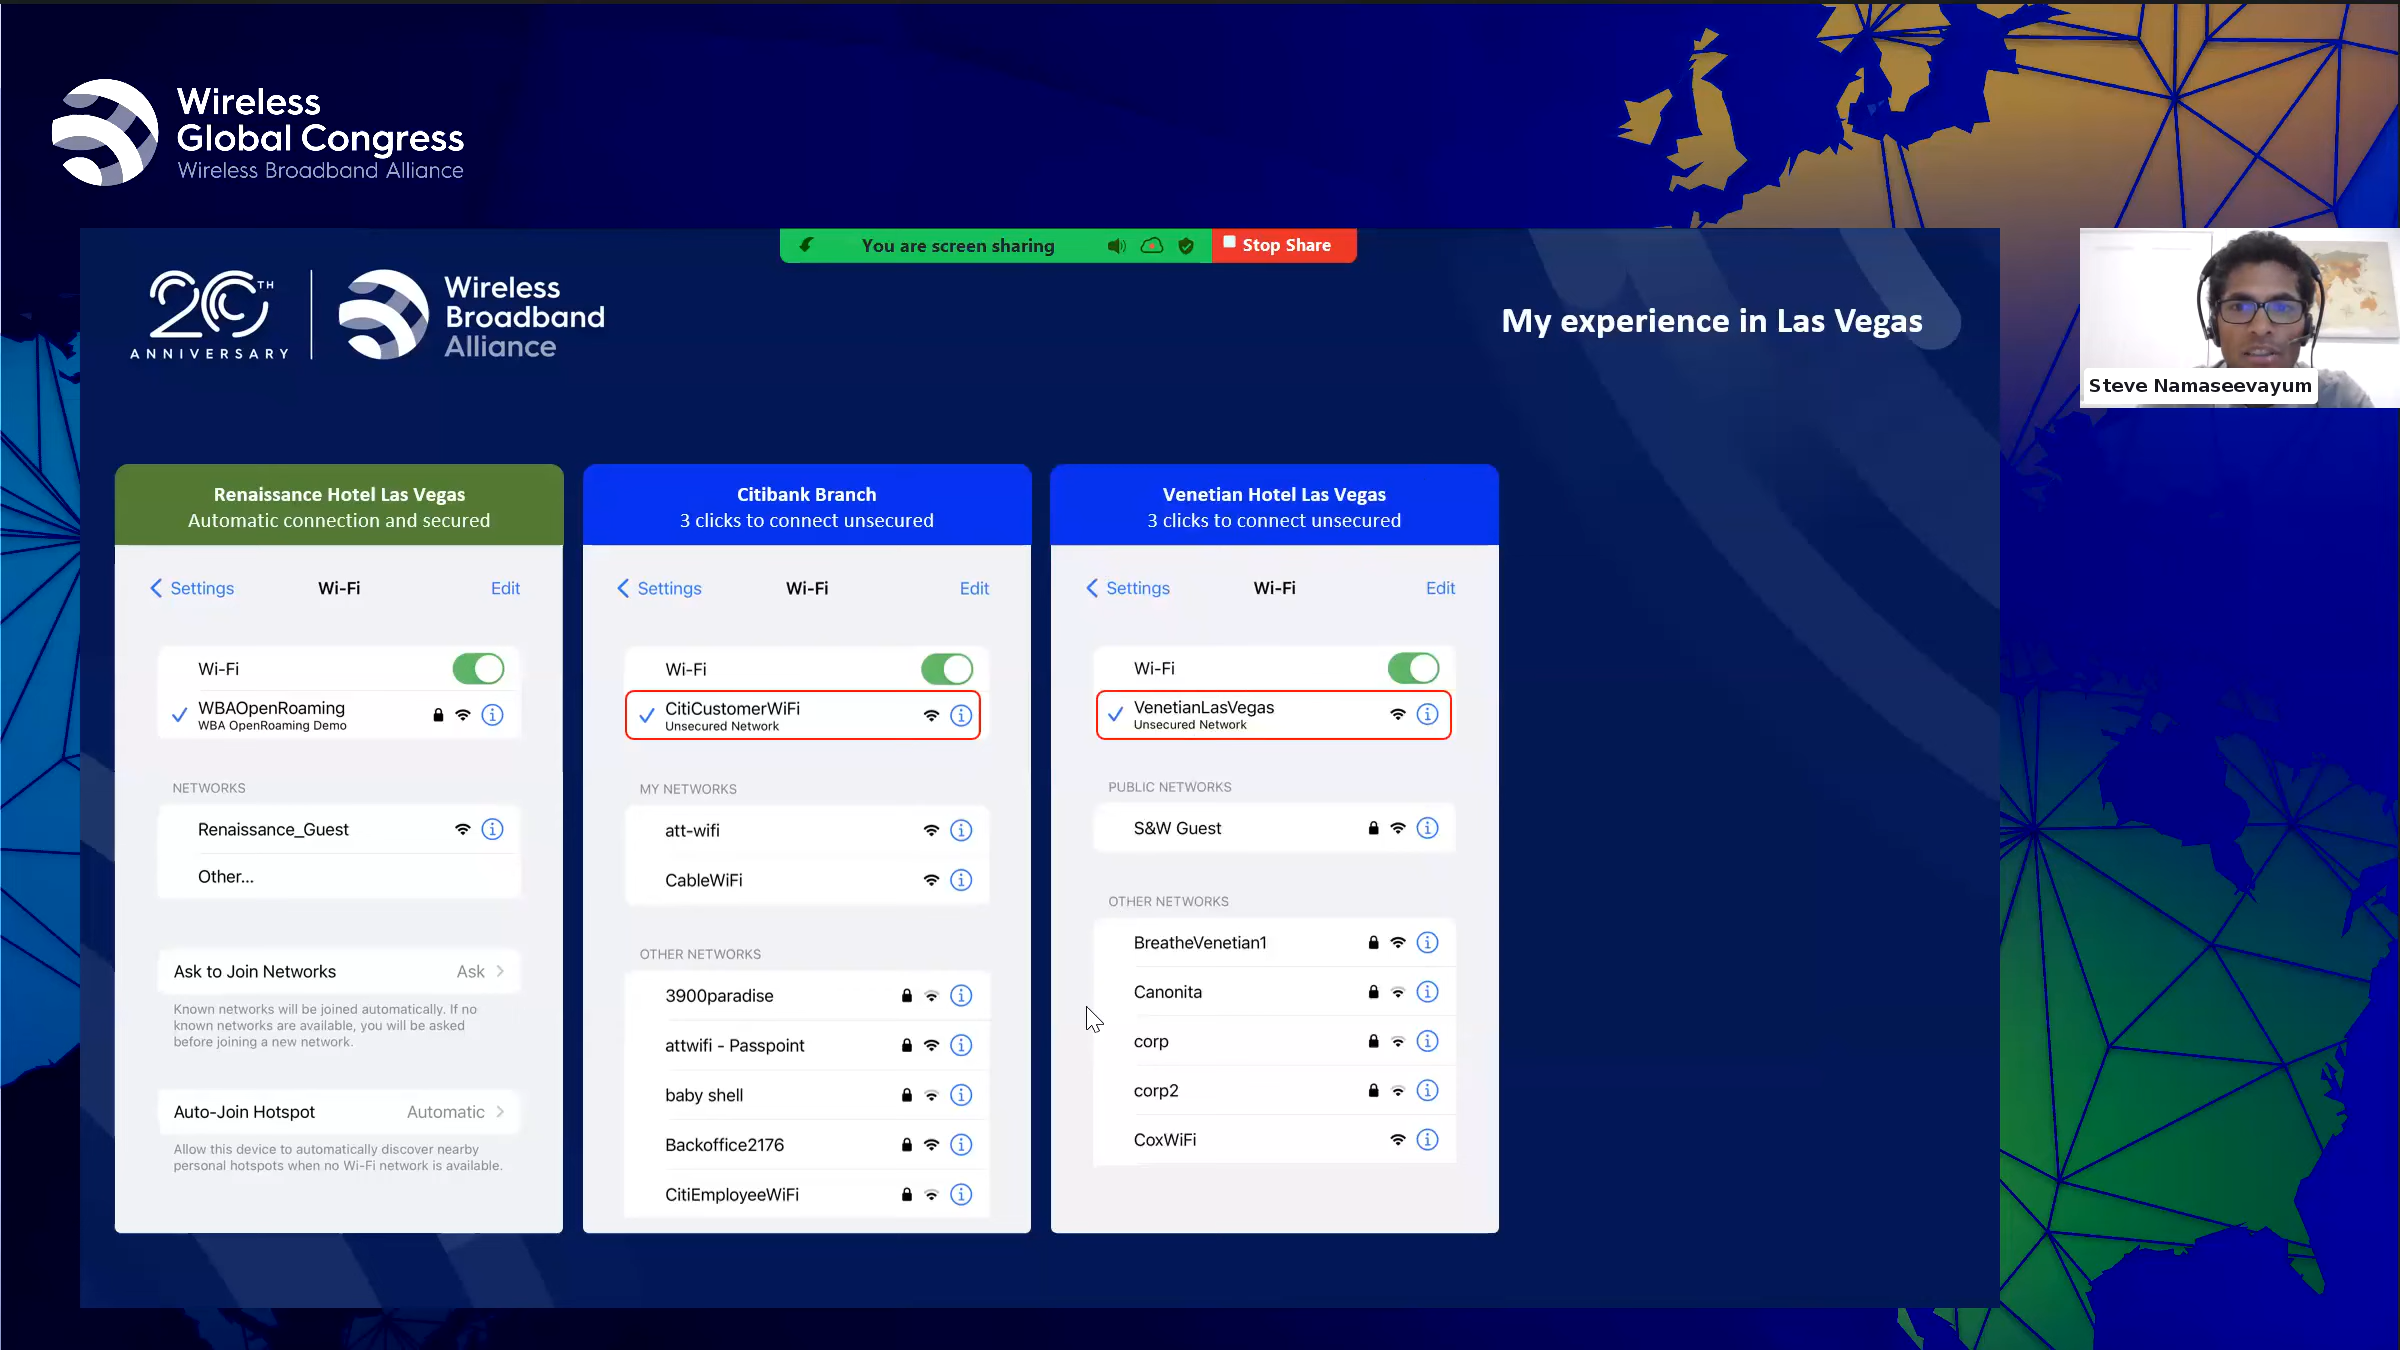 Wireless
Global Congress
Wireless Broadband Alliance
You are screen sharing
Stop Share
20TH
ANNIVERSARY
Wireless
Broadband
Alliance
My experience in Las Vegas
Steve Namaseevayum
Renaissance Hotel Las Vegas
Automatic connection and secured
Settings
Wi-Fi
Edit
Wi-Fi
WBAOpenRoaming
WBA OpenRoaming Demo
NETWORKS
Renaissance_Guest
Other...
Ask to Join Networks
Ask
Known networks will be joined automatically. If no
known networks are available, you will be asked
before joining a new network.
Auto-Join Hotspot
Automatic
Allow this device to automatically discover nearby
personal hotspots when no Wi-Fi network is available.
Citibank Branch
3 clicks to connect unsecured
Settings
Wi-Fi
Edit
Wi-Fi
CitiCustomerWiFi
Unsecured Network
MY NETWORKS
att-wifi
CableWiFi
OTHER NETWORKS
3900paradise
attwifi - Passpoint
baby shell
Backoffice2176
CitiEmployeeWiFi
Venetian Hotel Las Vegas
3 clicks to connect unsecured
Settings
Wi-Fi
Edit
Wi-Fi
VenetianLasVegas
Unsecured Network
PUBLIC NETWORKS
S&W Guest
OTHER NETWORKS
BreatheVenetian1
Canonita
corp
corp2
CoxWiFi